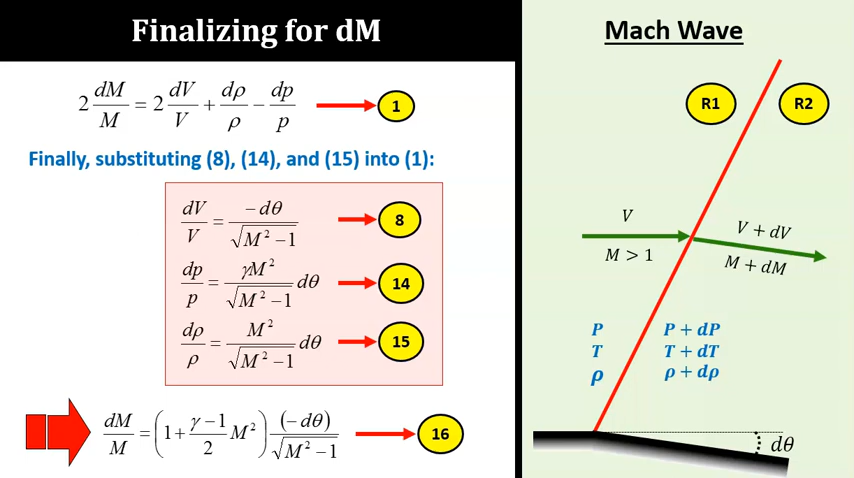 Finalizing for dM
2 dM/M = 2 dV/V + dρ/ρ − dp/p 1
Finally, substituting (8), (14), and (15) into (1):
dV/V = −dθ/√(M² −1) 8
dp/p = γM²/√(M² −1) dθ 14
dρ/ρ = M²/√(M² −1) dθ 15
dM/M = (1 + (γ −1)/2 M²) (−dθ)/√(M² −1) 16
Mach Wave
R1 R2
V
M > 1
V + dV
M + dM
P P + dP
T T + dT
ρ ρ + dρ
dθ